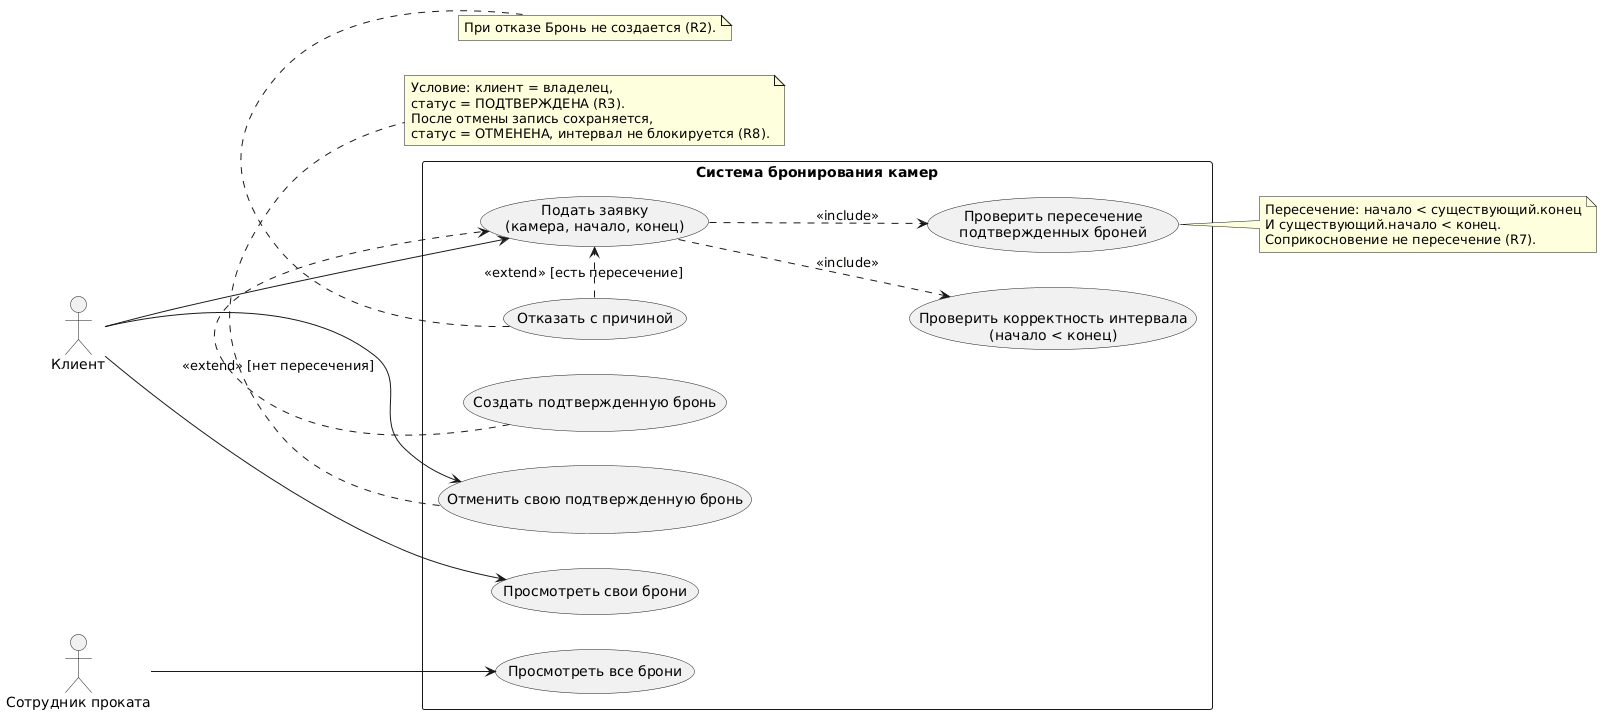 При отказе Бронь не создается (R2).
Условие: клиент = владелец,
статус = ПОДТВЕРЖДЕНА (R3).
После отмены запись сохраняется,
статус = ОТМЕНЕНА, интервал не блокируется (R8).
Система бронирования камер
Подать заявку
(камера, начало, конец)
«include»
Проверить пересечение
подтвержденных броней
Пересечение: начало < существующий.конец
И существующий.начало < конец.
Соприкосновение не пересечение (R7).
«include»
«extend» [есть пересечение]
Отказать с причиной
Проверить корректность интервала
(начало < конец)
Клиент
«extend» [нет пересечения]
Создать подтвержденную бронь
Отменить свою подтвержденную бронь
Просмотреть свои брони
Просмотреть все брони
Сотрудник проката